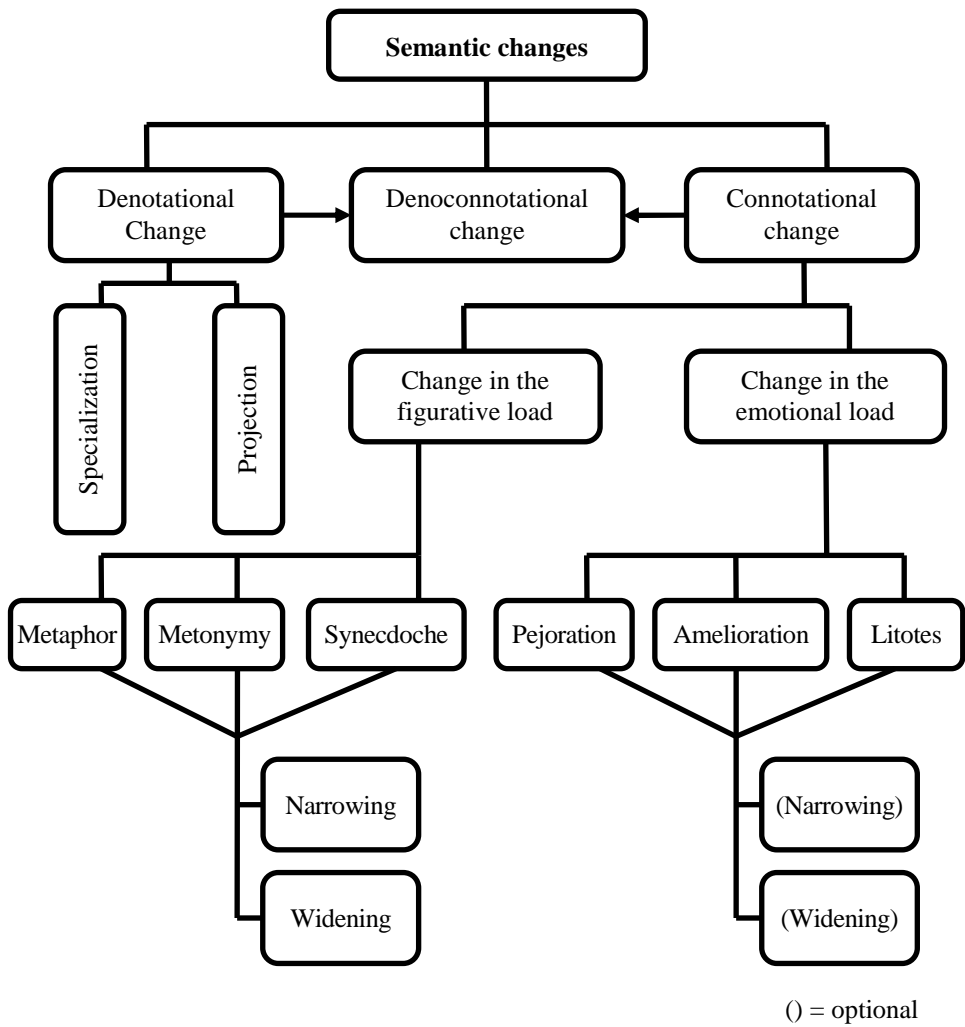 Semantic changes
Denotational
Change
Denoconnotational
change
Connotational
change
Specialization
Projection
Change in the
figurative load
Change in the
emotional load
Metaphor
Metonymy
Synecdoche
Pejoration
Amelioration
Litotes
Narrowing
(Narrowing)
Widening
(Widening)
() = optional